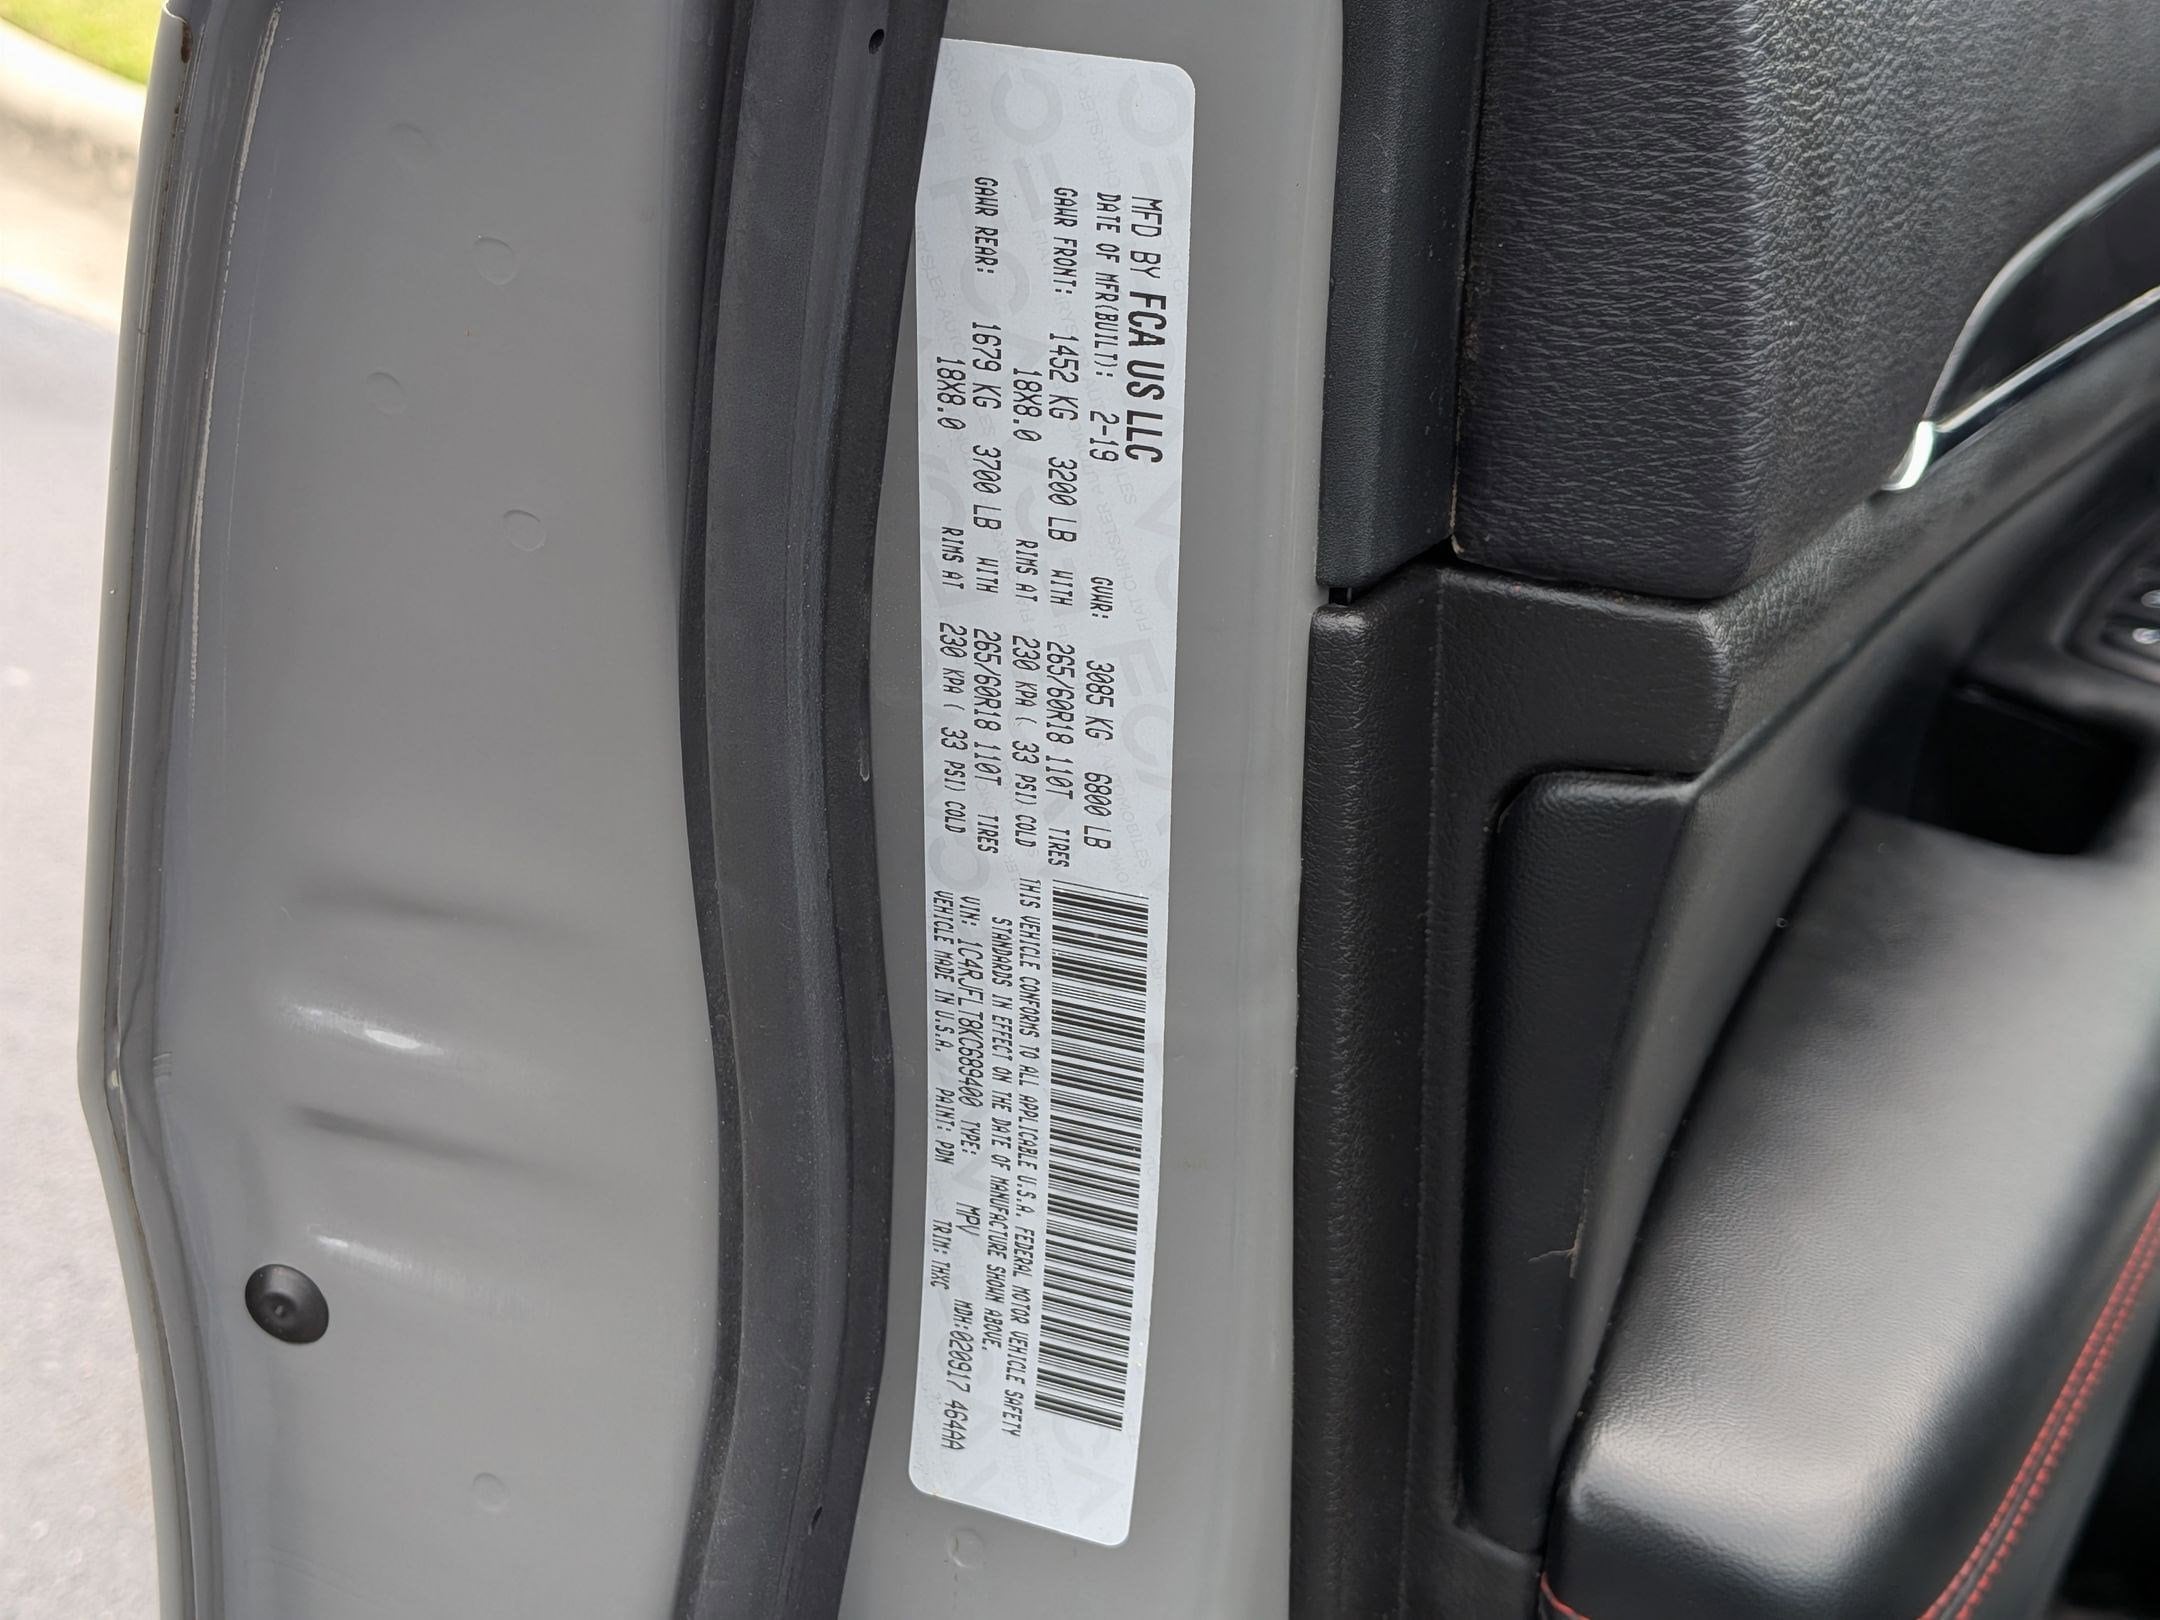 MFD BY FCA US LLC
DATE OF MFR(BUILT): 2-19 GVWR: 3085 KG 6800 LB
GAWR FRONT: 1452 KG 3200 LB WITH 265/60R18 110T TIRES
18X8.0 RIMS AT 230 KPA ( 33 PSI) COLD
GAWR REAR: 1679 KG 3700 LB WITH 265/60R18 110T TIRES
18X8.0 RIMS AT 230 KPA ( 33 PSI) COLD
THIS VEHICLE CONFORMS TO ALL APPLICABLE U.S.A. FEDERAL MOTOR VEHICLE SAFETY
STANDARDS IN EFFECT ON THE DATE OF MANUFACTURE SHOWN ABOVE.
VIN: 1C4RJFLT8KC689400 TYPE: MPV MDH:020917 464AA
VEHICLE MADE IN U.S.A. PAINT: PDN TRIM: THXC